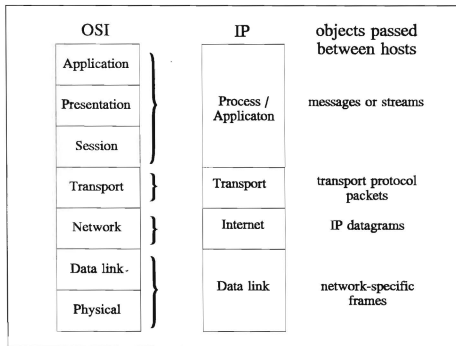 OSI IP objects passed
between hosts
Application
Presentation
Session
Process /
Applicaton
messages or streams
Transport
Transport
transport protocol
packets
Network
Internet
IP datagrams
Data link
Physical
Data link
network-specific
frames